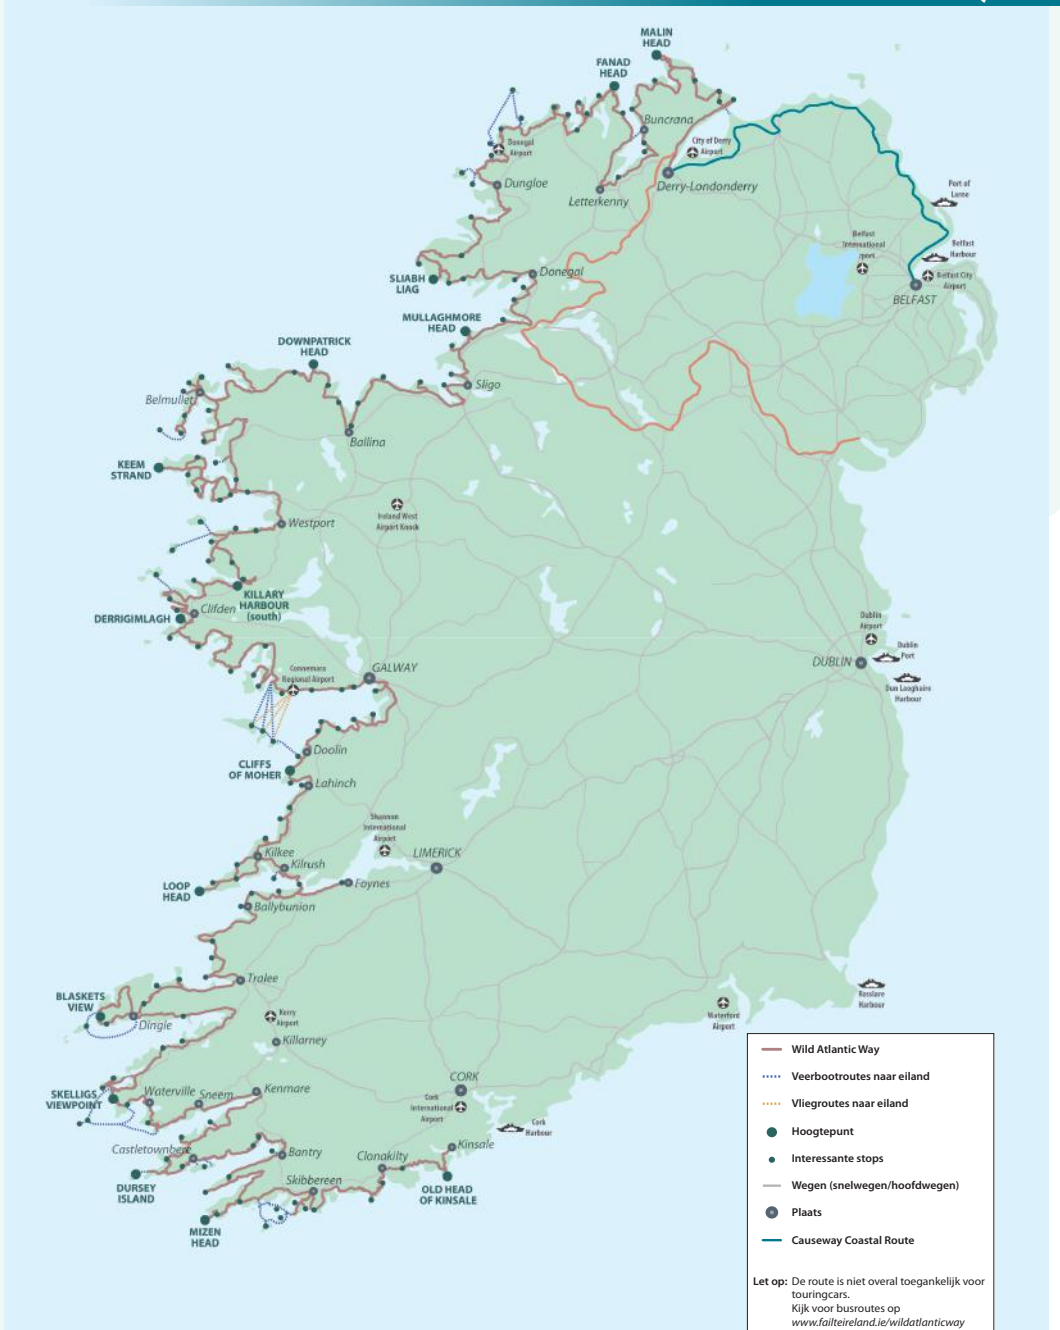 MALIN
HEAD
FANAD
HEAD
Buncrana
City of Derry
Airport
Donegal
Airport
Dungloe
Letterkenny
Derry-Londonderry
Port of
Larne
Belfast
International
Belfast
Harbour
Belfast City
Airport
BELFAST
SLIABH
LIAG
Donegal
MULLAGHMORE
HEAD
DOWNPATRICK
HEAD
Sligo
Belmullet
Ballina
KEEM
STRAND
Ireland West
Airport Knock
Westport
KILLARY
HARBOUR
(south)
Clifden
DERRIGIMLAGH
Dublin
Airport
Dublin
Port
DUBLIN
Dun Laoghaire
Harbour
Connemara
Regional Airport
GALWAY
Doolin
CLIFFS
OF MOHER
Lahinch
Shannon
International
Airport
Kilkee
Kilrush
LIMERICK
LOOP
HEAD
Foynes
Ballybunion
Tralee
BLASKETS
VIEW
Dingle
Kerry
Airport
Killarney
Rosslare
Harbour
Waterford
Airport
SKELLIGS
VIEWPOINT
Waterville
Sneem
Kenmare
CORK
Cork
International
Airport
Cork
Harbour
Castletownbere
Bantry
Clonakilty
Kinsale
DURSEY
ISLAND
Skibbereen
OLD HEAD
OF KINSALE
MIZEN
HEAD
Wild Atlantic Way
Veerbootroutes naar eiland
Vliegroutes naar eiland
Hoogtepunt
Interessante stops
Wegen (snelwegen/hoofdwegen)
Plaats
Causeway Coastal Route
Let op: De route is niet overal toegankelijk voor
touringcars.
Kijk voor busroutes op
www.failteireland.ie/wildatlanticway